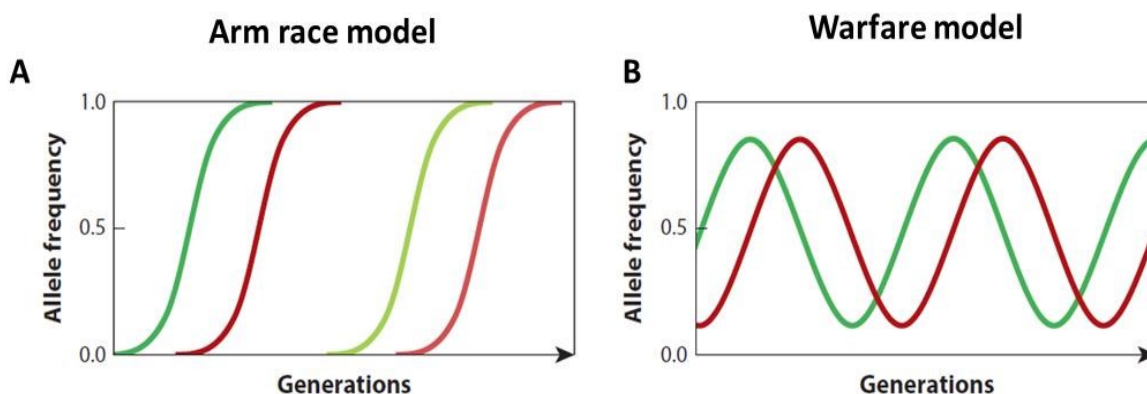 Arm race model
Warfare model
A
B
1.0
0.5
0.0
Allele frequency
Generations
1.0
0.5
0.0
Allele frequency
Generations